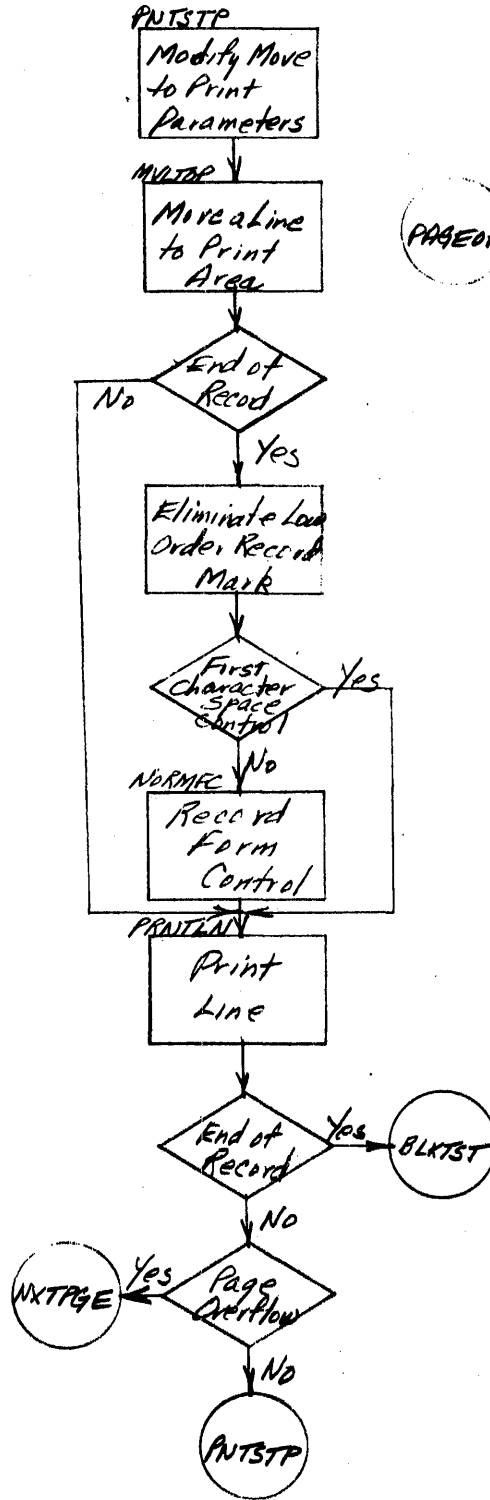 PNTSTP
Modify Move
to Print
Parameters
MVLTOP
Move a Line
to Print
Area
End of
Record
No
Yes
Eliminate Low
Order Record
Mark
First
Character
Space
Control
Yes
No
NORMFC
Record
Form
Control
PRNTLN
Print
Line
End of
Record
Yes
BLKTST
No
Page
Overflow
Yes
NXTPGE
No
PNTSTP